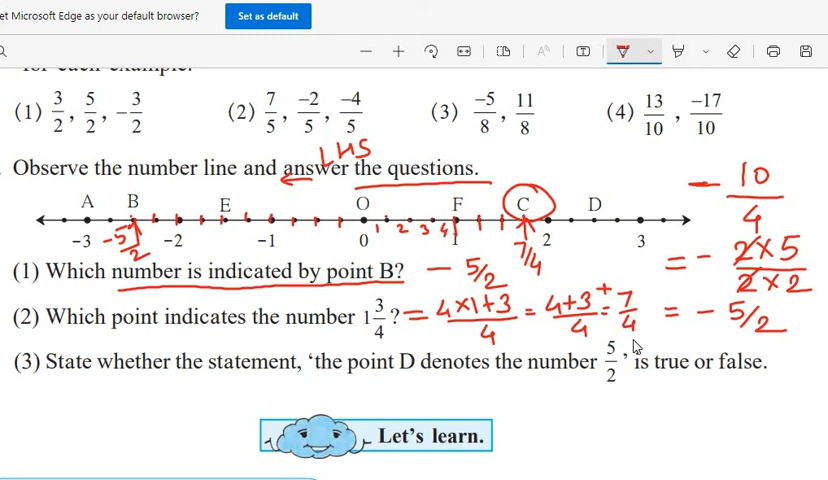 et Microsoft Edge as your default browser? Set as default
for each example.
(1) 3/2, 5/2, -3/2 (2) 7/5, -2/5, -4/5 (3) -5/8, 11/8 (4) 13/10, -17/10
LHS
Observe the number line and answer the questions.
A B E O F C D
-3 -2 -1 0 1 2 3
1 2 3 4
-5/2
7/4
(1) Which number is indicated by point B? - 5/2
(2) Which point indicates the number 1 3/4? = 4×1+3/4 = 4+3/4 = +7/4
- 10/4
= - 2×5/2×2
= - 5/2
(3) State whether the statement, ‘the point D denotes the number 5/2’ is true or false.
Let's learn.